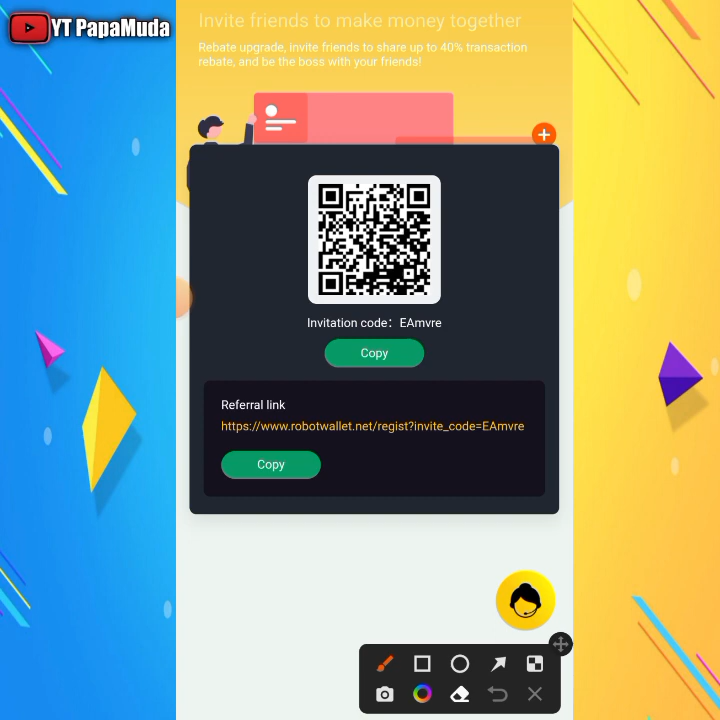 YT PapaMuda
Invite friends to make money together
Rebate upgrade, invite friends to share up to 40% transaction
rebate, and be the boss with your friends!
Invitation code： EAmvre
Copy
Referral link
https://www.robotwallet.net/regist?invite_code=EAmvre
Copy